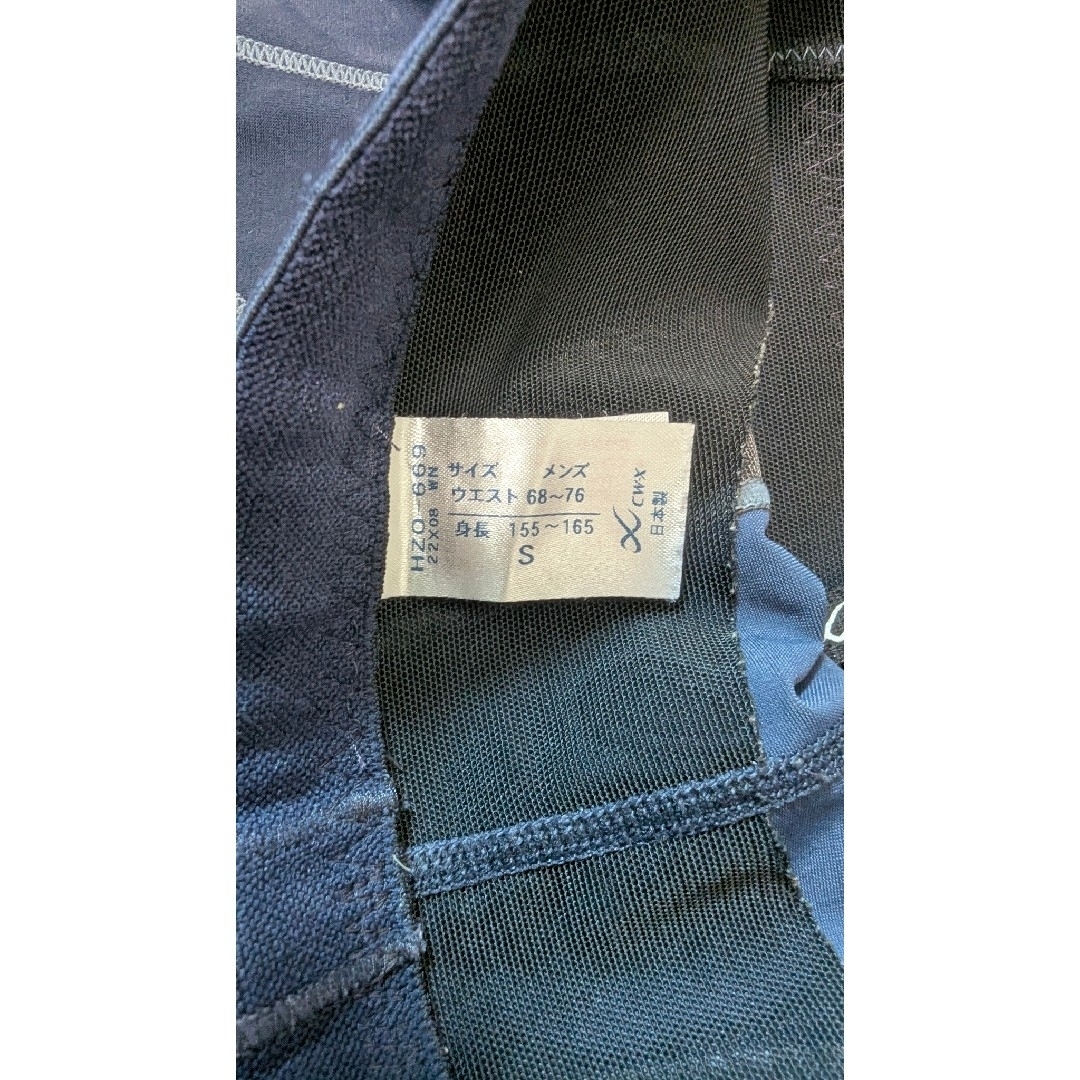 サイズ メンズ
ウエスト 68~76
身長 155~165
S
HZO-669
22X08 WN
CW-X
日本製